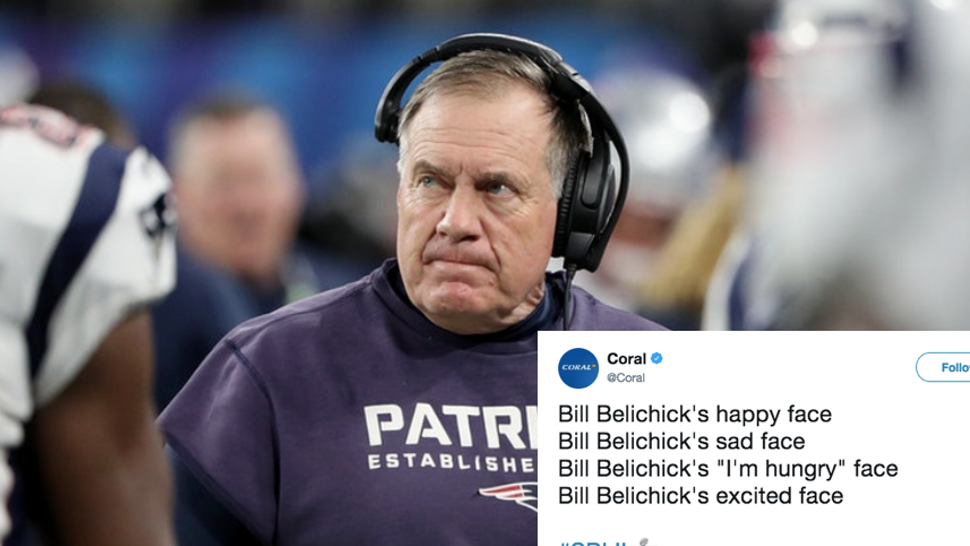 PATRI
ESTABLISHE
CORAL
Coral
@Coral
Follo
Bill Belichick's happy face
Bill Belichick's sad face
Bill Belichick's "I'm hungry" face
Bill Belichick's excited face